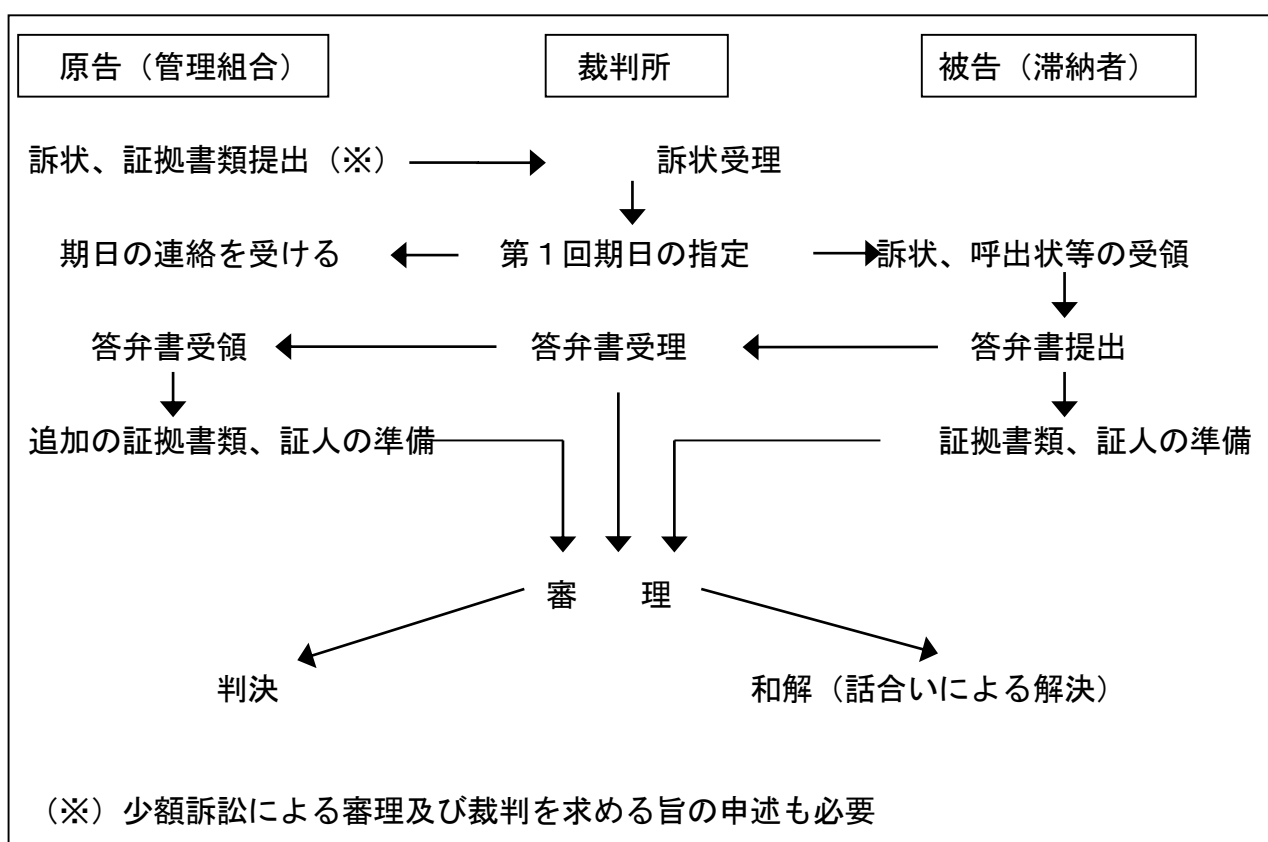 原告（管理組合） 裁判所 被告（滞納者）
訴状、証拠書類提出（※） 訴状受理
期日の連絡を受ける 第１回期日の指定 訴状、呼出状等の受領
答弁書受領 答弁書受理 答弁書提出
追加の証拠書類、証人の準備 証拠書類、証人の準備
審　理
判決 和解（話合いによる解決）
（※）少額訴訟による審理及び裁判を求める旨の申述も必要